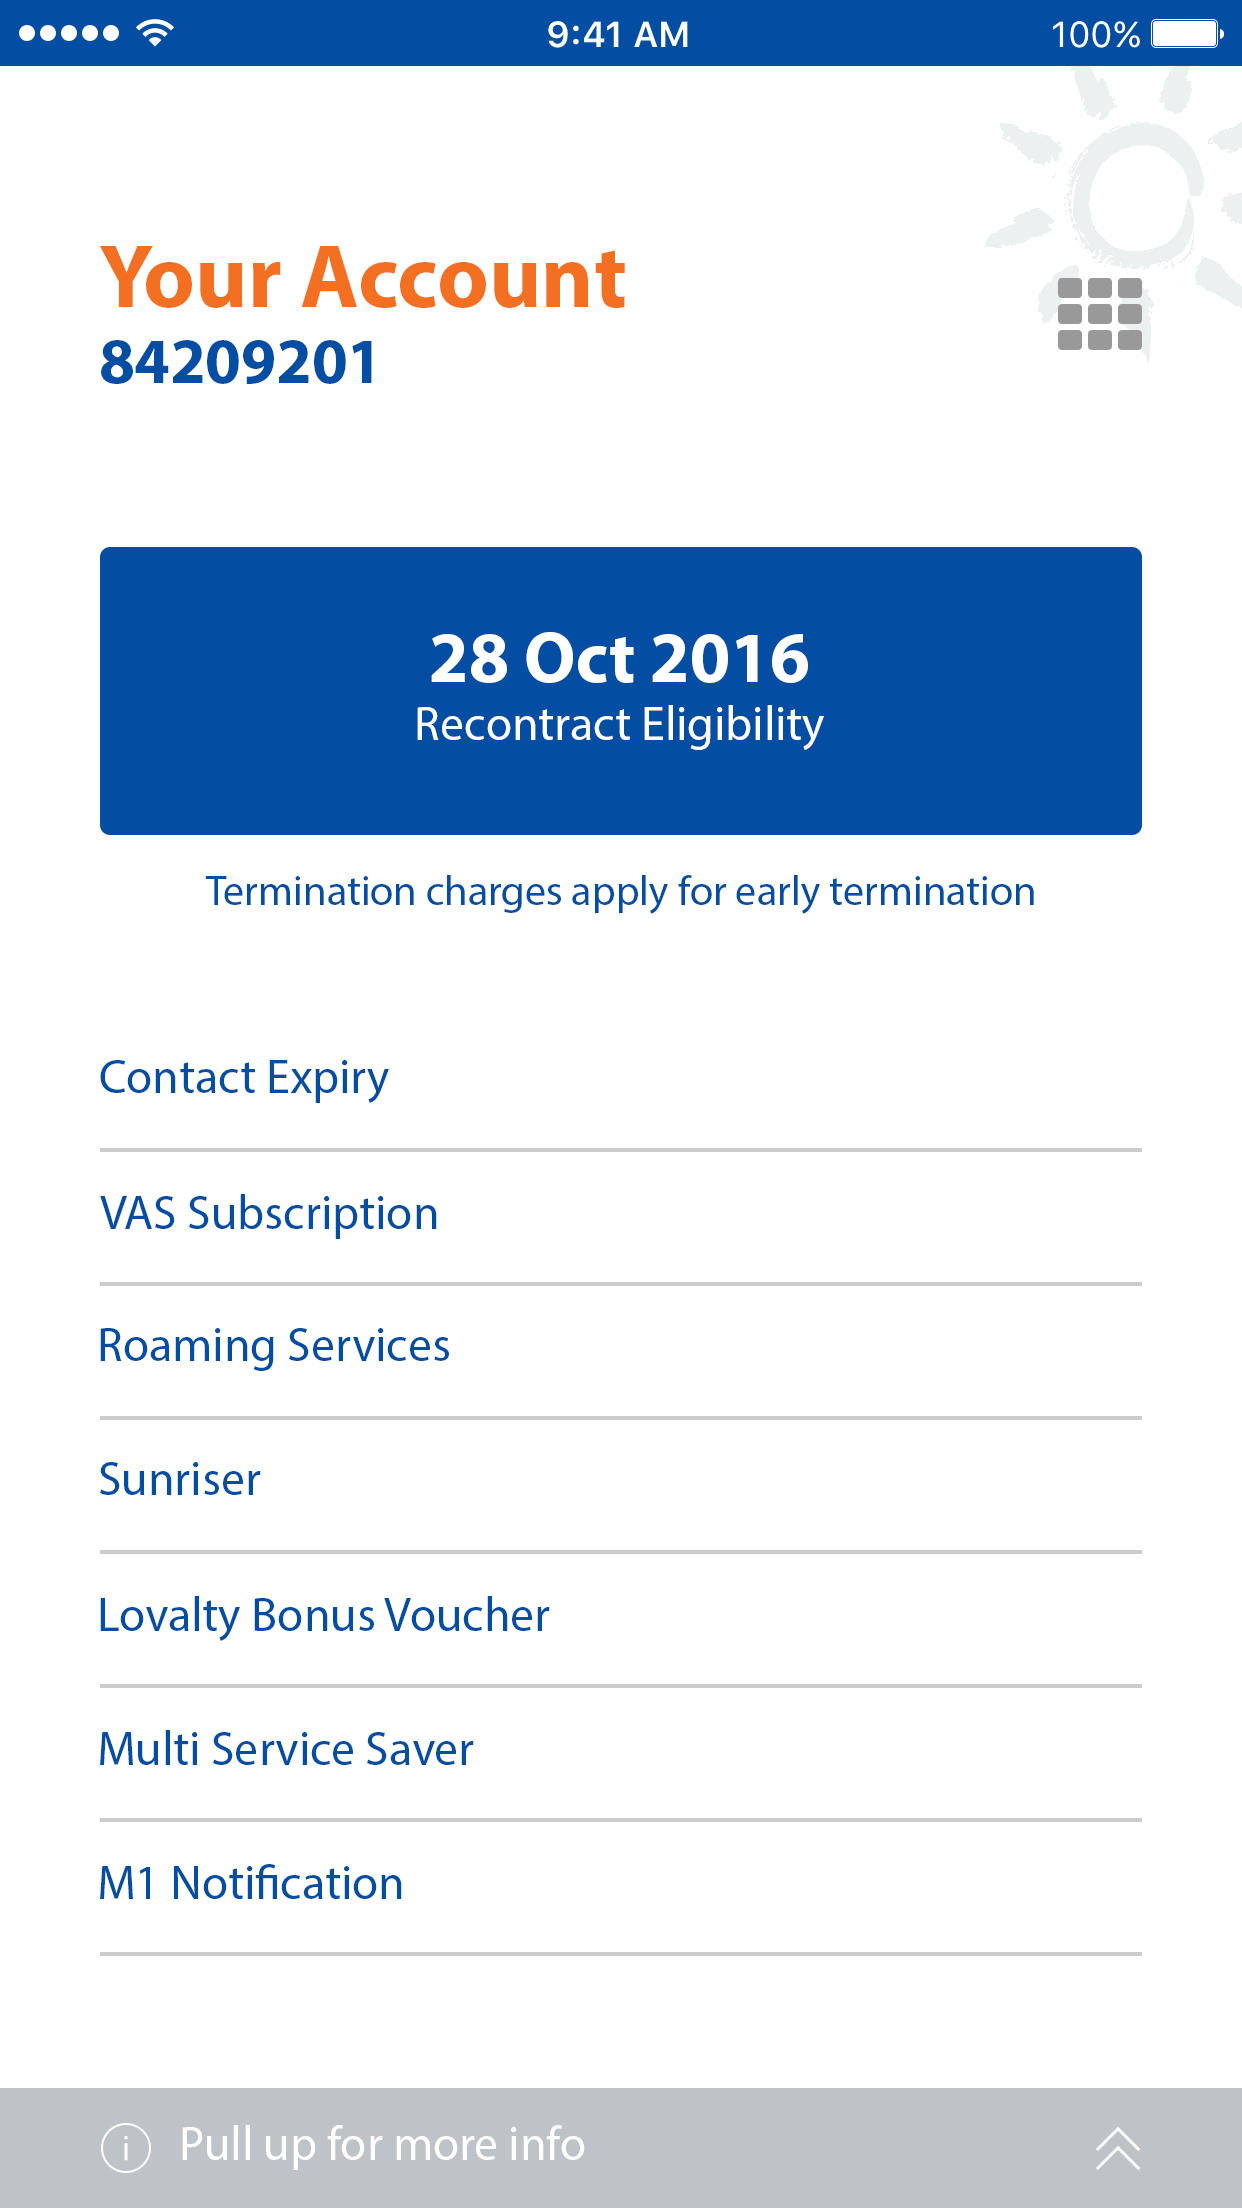 9:41 AM
100%
Your Account
84209201
28 Oct 2016
Recontract Eligibility
Termination charges apply for early termination
Contact Expiry
VAS Subscription
Roaming Services
Sunriser
Lovalty Bonus Voucher
Multi Service Saver
M1 Notification
i Pull up for more info